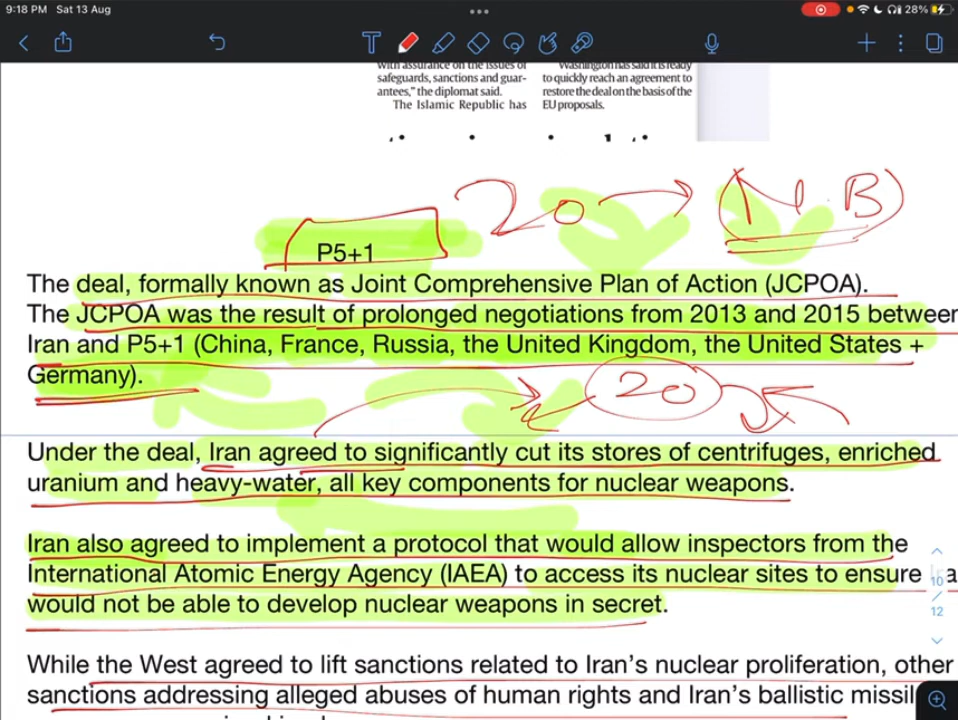 9:18 PM Sat 13 Aug
28%
with assurance on the issues of
safeguards, sanctions and guar-
antees," the diplomat said.
The Islamic Republic has
Washington has said it is ready
to quickly reach an agreement to
restore the deal on the basis of the
EU proposals.
20 → (N.B)
P5+1
The deal, formally known as Joint Comprehensive Plan of Action (JCPOA).
The JCPOA was the result of prolonged negotiations from 2013 and 2015 between
Iran and P5+1 (China, France, Russia, the United Kingdom, the United States +
Germany).
20
Under the deal, Iran agreed to significantly cut its stores of centrifuges, enriched
uranium and heavy-water, all key components for nuclear weapons.
Iran also agreed to implement a protocol that would allow inspectors from the
International Atomic Energy Agency (IAEA) to access its nuclear sites to ensure
would not be able to develop nuclear weapons in secret.
10
/
12
While the West agreed to lift sanctions related to Iran's nuclear proliferation, other
sanctions addressing alleged abuses of human rights and Iran's ballistic missil